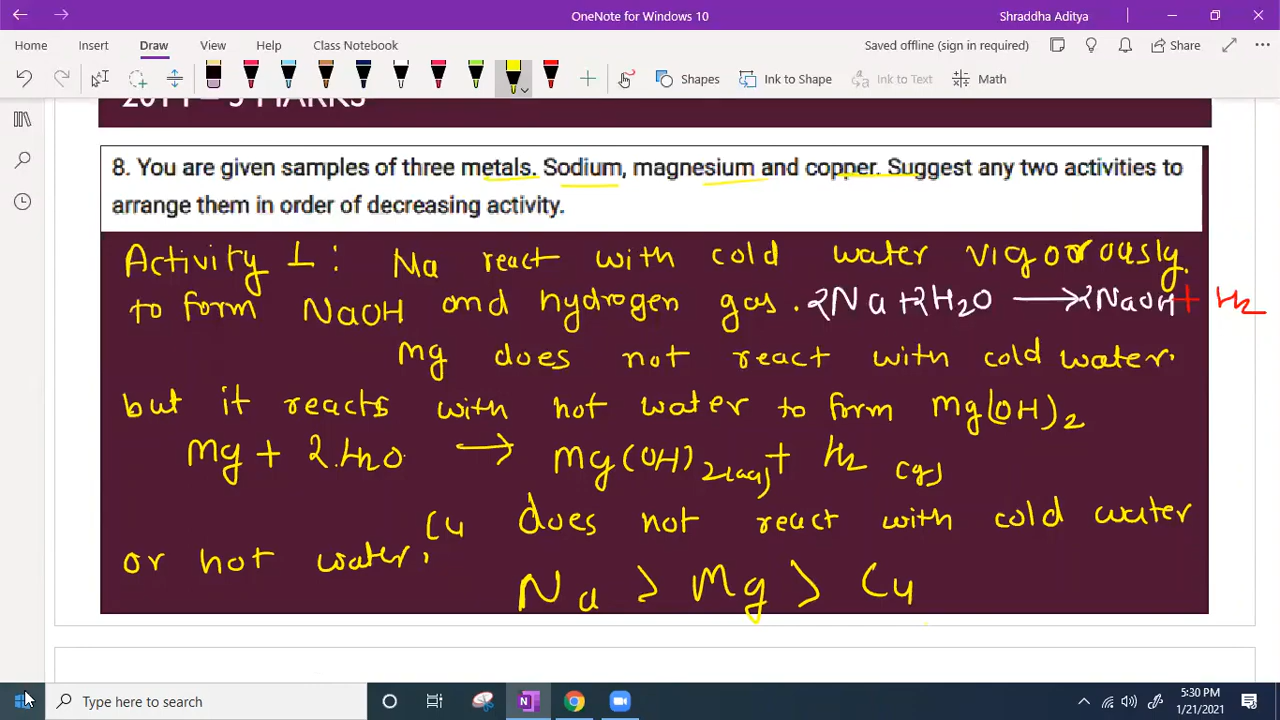 OneNote for Windows 10
Shraddha Aditya
Home Insert Draw View Help Class Notebook
Saved offline (sign in required) Share
Shapes Ink to Shape Ink to Text Math
8. You are given samples of three metals. Sodium, magnesium and copper. Suggest any two activities to
arrange them in order of decreasing activity.
Activity 1: Na react with cold water vigorously.
to form NaOH and hydrogen gas. 2Na + 2H2O → 2NaOH + H2
Mg does not react with cold water.
but it reacts with hot water to form Mg(OH)2
Mg + 2H2O → Mg(OH)2(aq) + H2 (g)
Cu does not react with cold water
or hot water.
Na > Mg > Cu
Type here to search
5:30 PM
1/21/2021